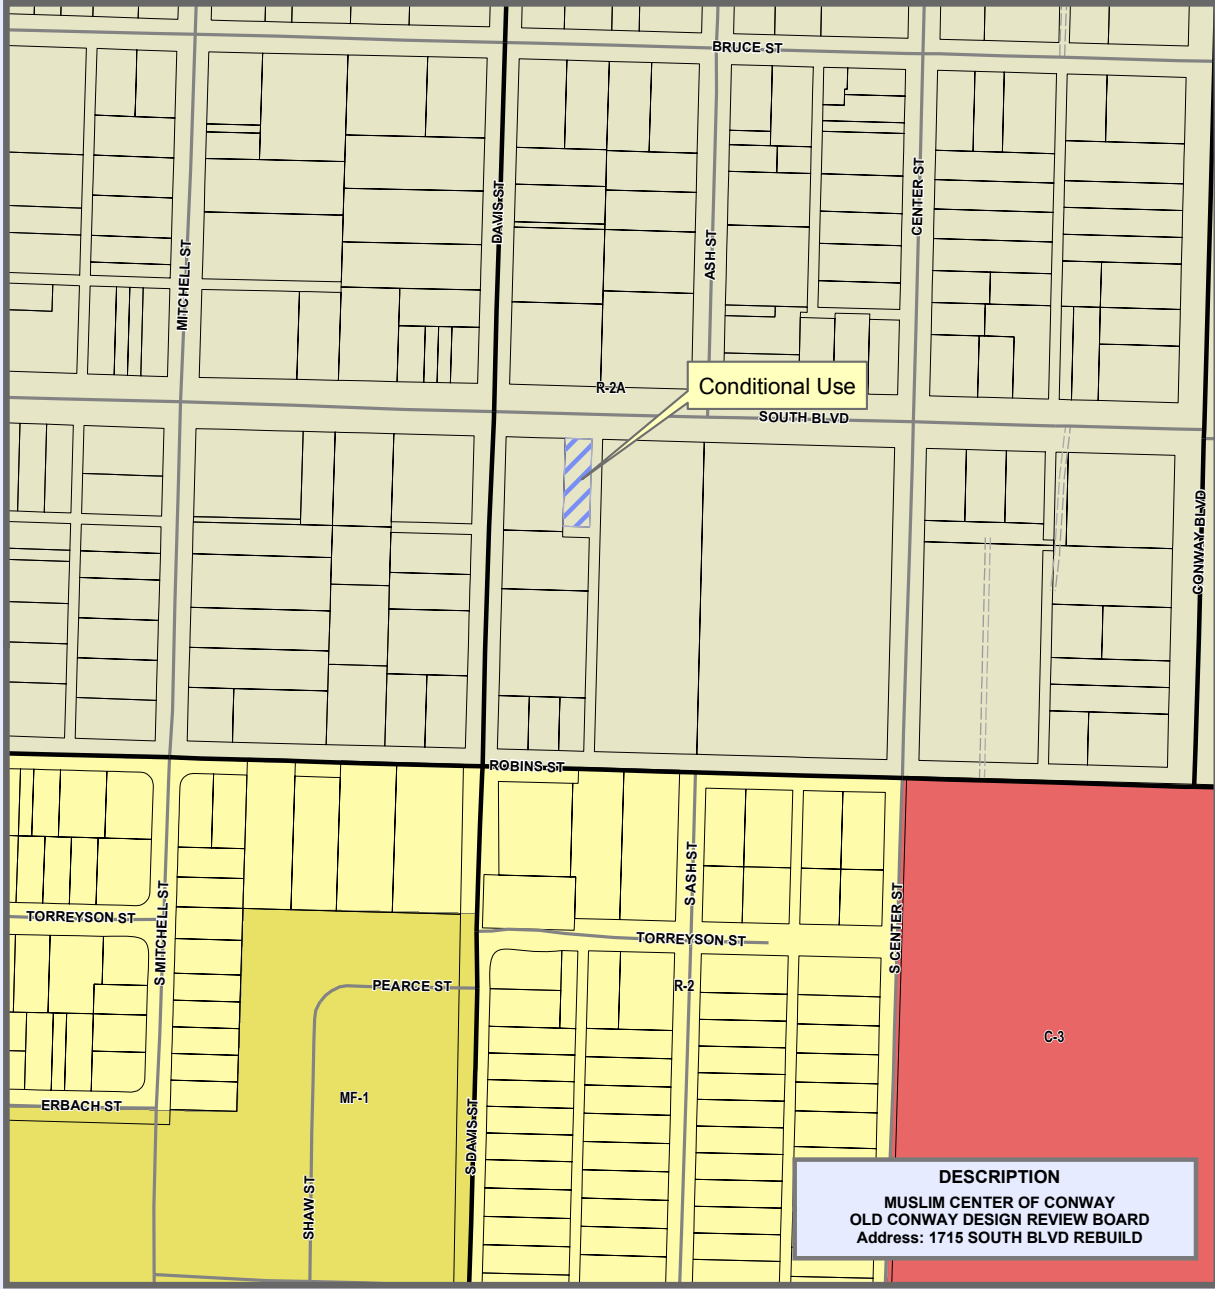 BRUCE ST
DAVIS ST
CENTER ST
MITCHELL ST
ASH ST
R-2A
Conditional Use
SOUTH BLVD
CONWAY BLVD
ROBINS ST
S ASH ST
TORREYSON ST
S MITCHELL ST
S CENTER ST
TORREYSON ST
PEARCE ST
R-2
C-3
MF-1
ERBACH ST
S DAVIS ST
SHAW ST
DESCRIPTION
MUSLIM CENTER OF CONWAY
OLD CONWAY DESIGN REVIEW BOARD
Address: 1715 SOUTH BLVD REBUILD